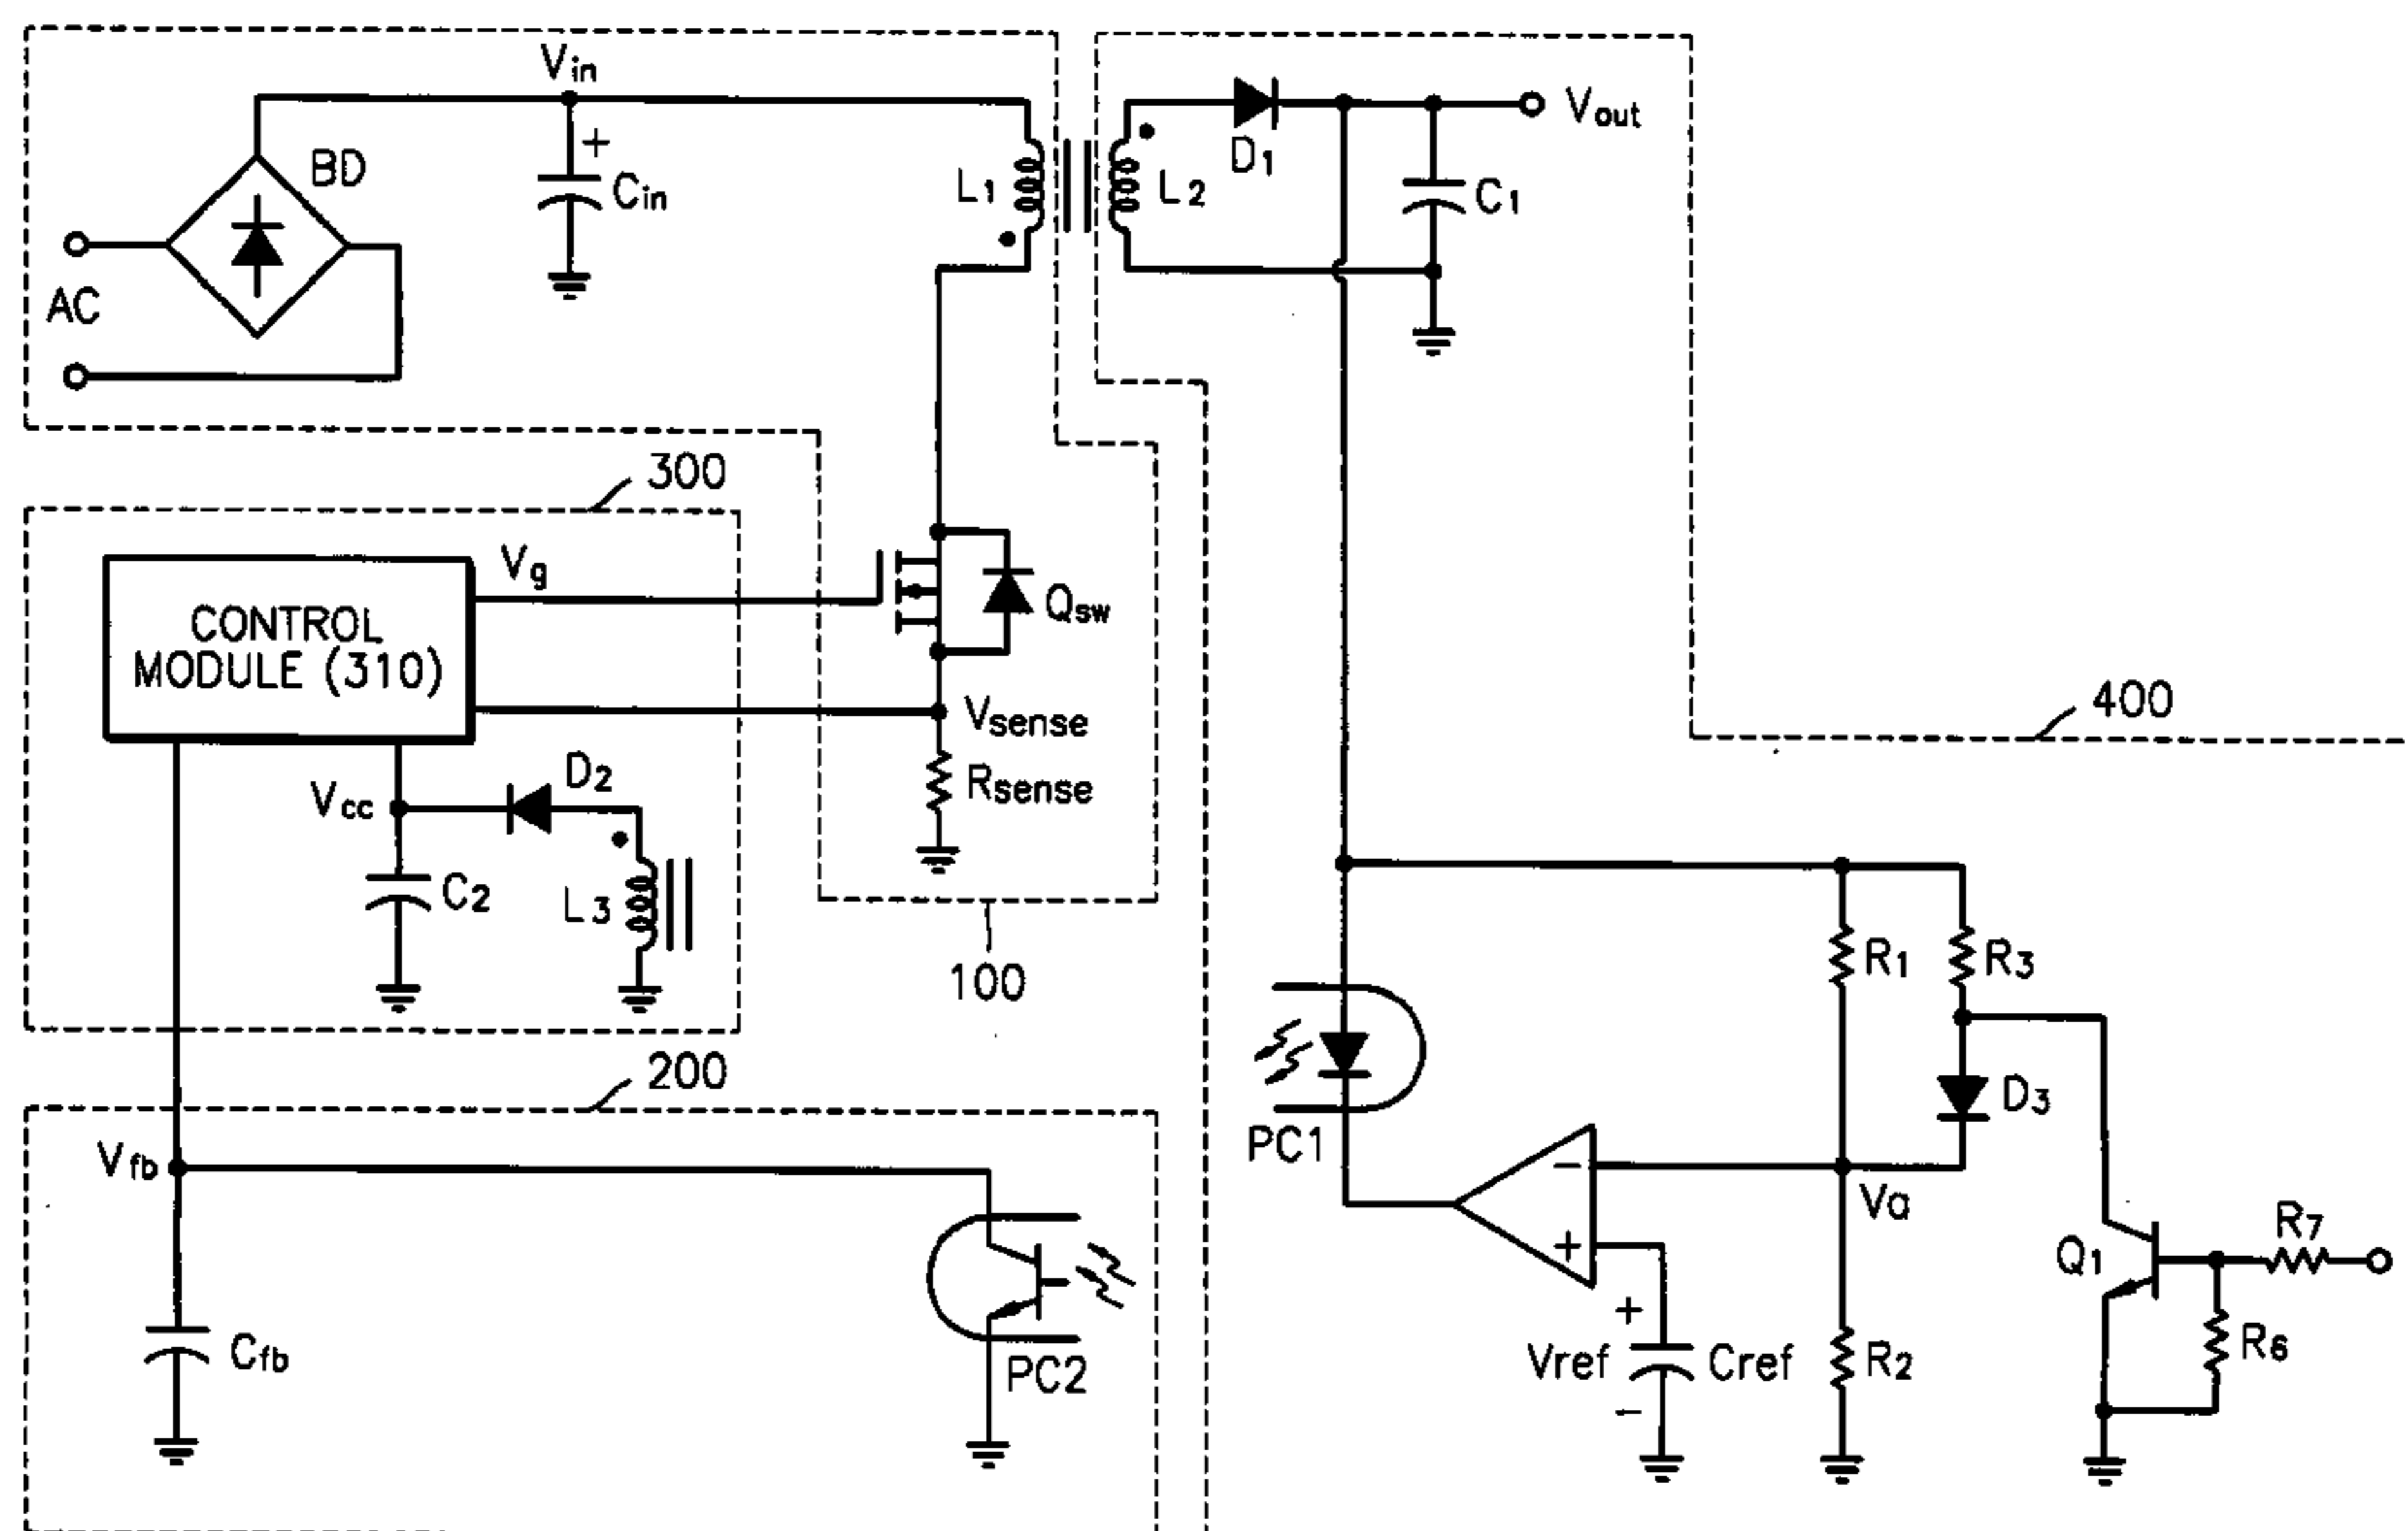 Vin
Vout
BD
+
Cin
L1
L2
D1
C1
AC
300
Vg
CONTROL
MODULE (310)
Qsw
Vsense
400
D2
Vcc
Rsense
C2
L3
100
R1
R3
200
D3
PC1
Vfb
−
Va
+
Q1
R7
+
Cfb
PC2
Vref
Cref
R2
R6
−